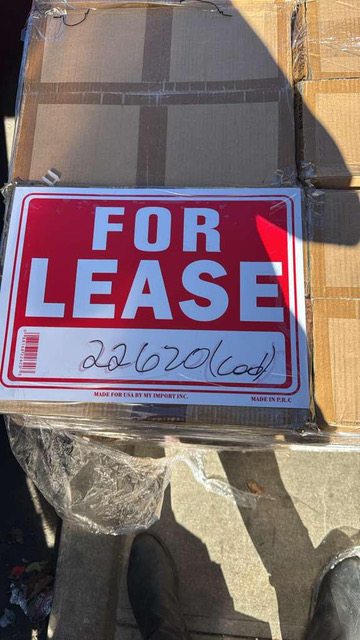 FOR
LEASE
22620(cod)
MADE FOR USA BY MY IMPORT INC. MADE IN P.R.C